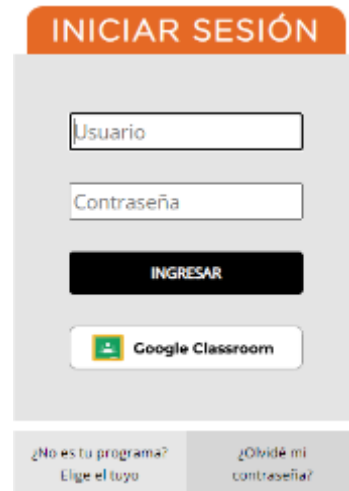 INICIAR SESIÓN
Usuario
Contraseña
INGRESAR
Google Classroom
¿No es tu programa?
Elige el tuyo
¿Olvidé mi
contraseña?